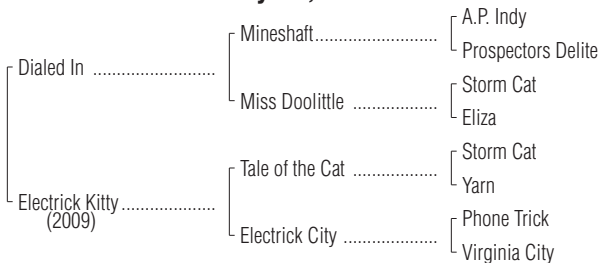 A.P. Indy
Mineshaft
Prospectors Delite
Dialed In
Storm Cat
Miss Doolittle
Eliza
Storm Cat
Tale of the Cat
Yarn
Electrick Kitty
(2009)
Phone Trick
Electrick City
Virginia City